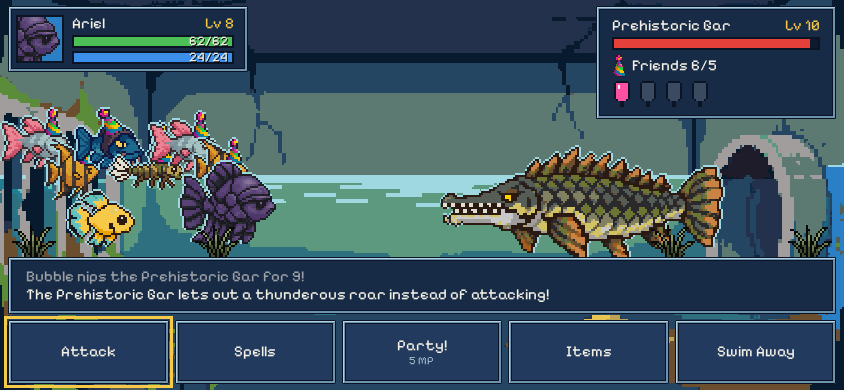 Ariel Lv 8
62/62
24/24
Prehistoric Gar Lv 10
Friends 6/5
Bubble nips the Prehistoric Gar for 9!
The Prehistoric Gar lets out a thunderous roar instead of attacking!
Attack
Spells
Party!
5 MP
Items
Swim Away